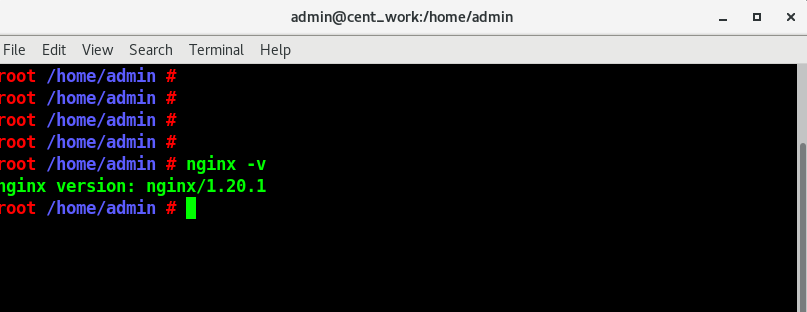 admin@cent_work:/home/admin
File Edit View Search Terminal Help
root /home/admin #
root /home/admin #
root /home/admin #
root /home/admin #
root /home/admin # nginx -v
nginx version: nginx/1.20.1
root /home/admin #